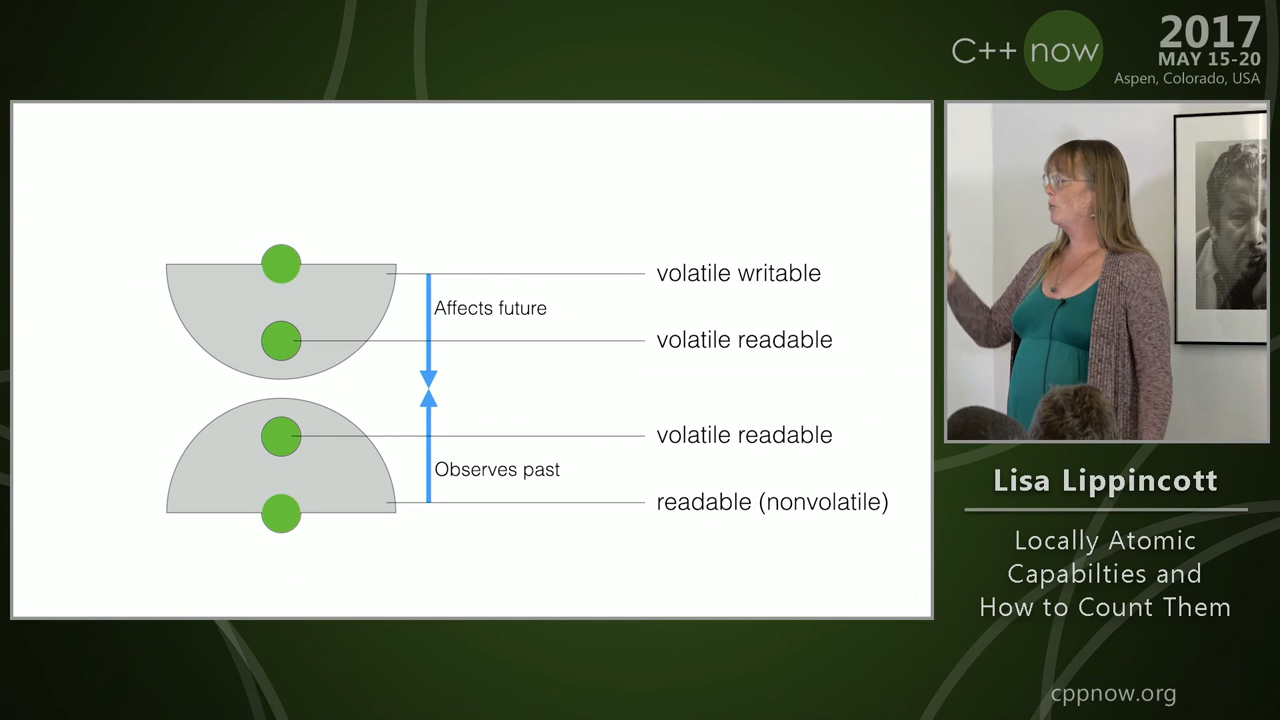 C++ now
2017
MAY 15-20
Aspen, Colorado, USA
volatile writable
Affects future
volatile readable
volatile readable
Observes past
readable (nonvolatile)
Lisa Lippincott
Locally Atomic
Capabilties and
How to Count Them
cppnow.org